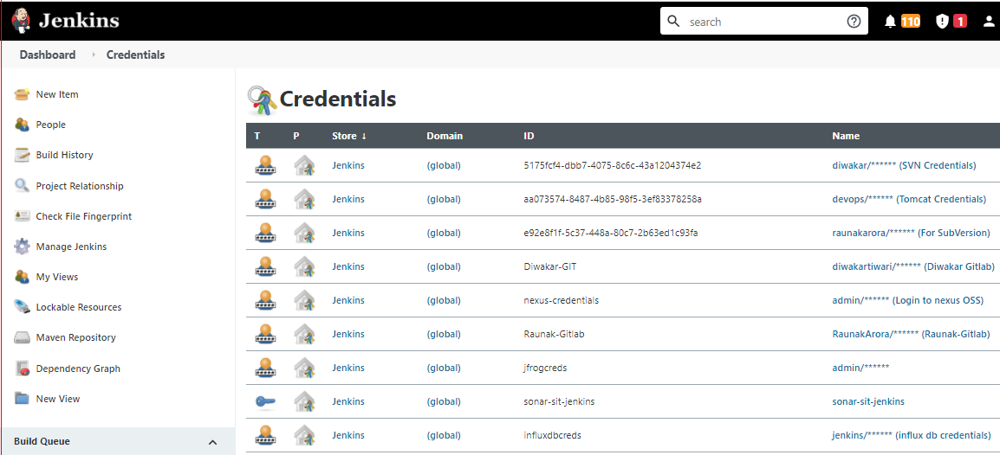 Jenkins
search
110
1
Dashboard
Credentials
New Item
People
Build History
Project Relationship
Check File Fingerprint
Manage Jenkins
My Views
Lockable Resources
Maven Repository
Dependency Graph
New View
Build Queue
Credentials
T P Store ↓ Domain ID Name
Jenkins (global) 5175fcf4-dbb7-4075-8c6c-43a1204374e2 diwakar/****** (SVN Credentials)
Jenkins (global) aa073574-8487-4b85-98f5-3ef83378258a devops/****** (Tomcat Credentials)
Jenkins (global) e92e8f1f-5c37-448a-80c7-2b63ed1c93fa raunakarora/****** (For SubVersion)
Jenkins (global) Diwakar-GIT diwakartiwari/****** (Diwakar Gitlab)
Jenkins (global) nexus-credentials admin/****** (Login to nexus OSS)
Jenkins (global) Raunak-Gitlab RaunakArora/****** (Raunak-Gitlab)
Jenkins (global) jfrogcreds admin/******
Jenkins (global) sonar-sit-jenkins sonar-sit-jenkins
Jenkins (global) influxdbcreds jenkins/****** (influx db credentials)